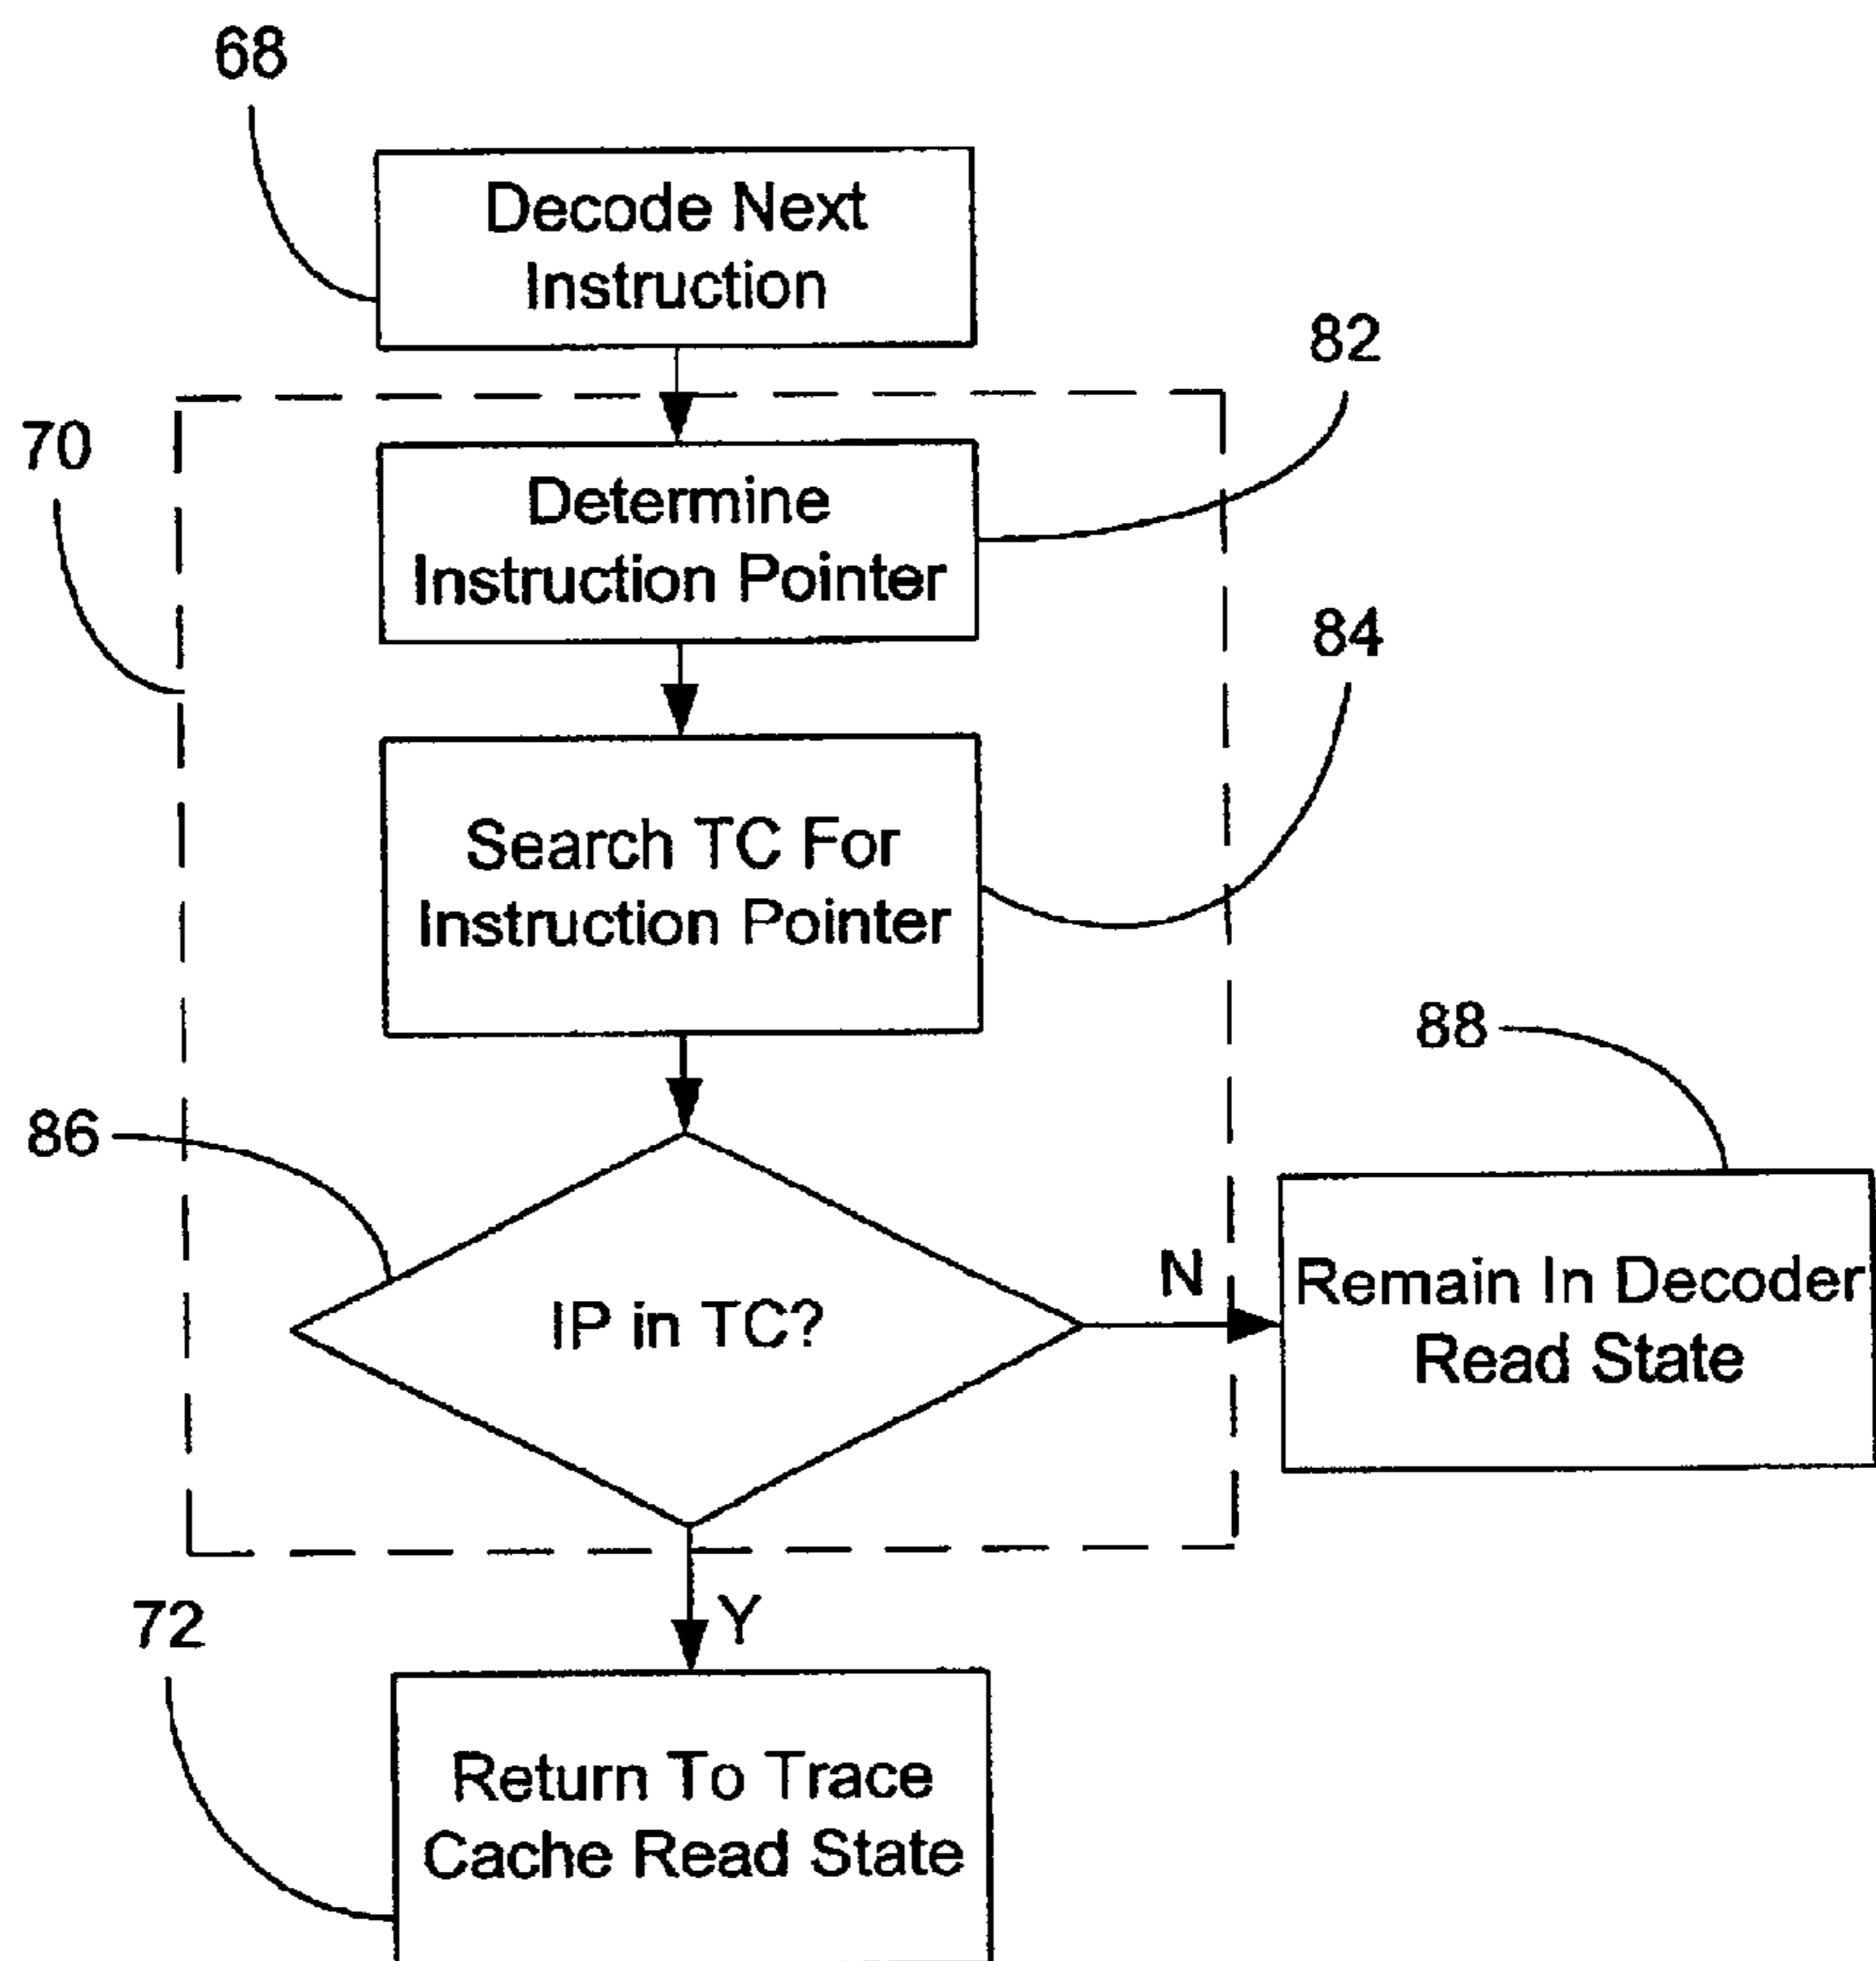 68
Decode Next
Instruction
82
70
Determine
Instruction Pointer
84
Search TC For
Instruction Pointer
88
86
IP in TC?
N
Remain In Decoder
Read State
Y
72
Return To Trace
Cache Read State